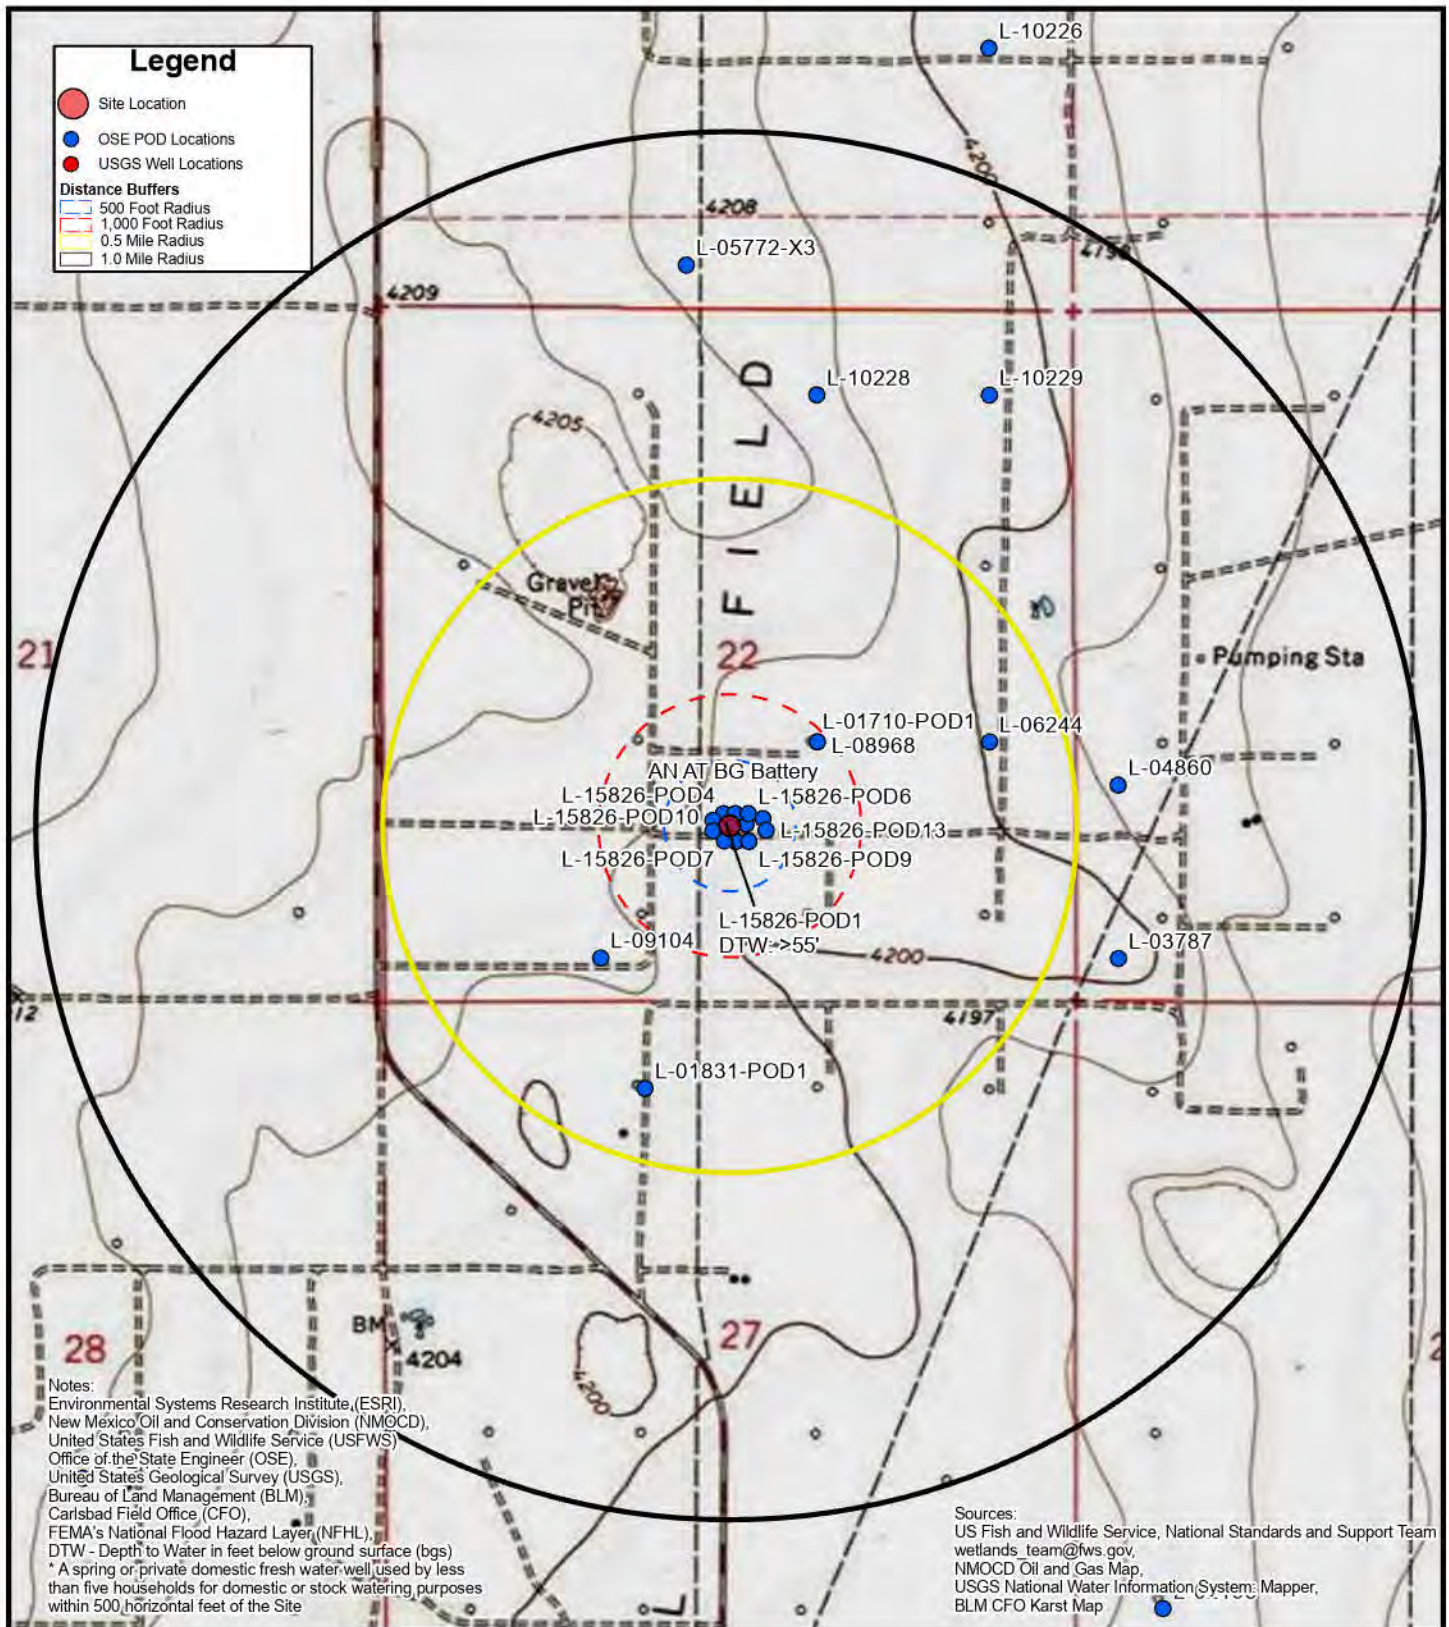 Legend
Site Location
OSE POD Locations
USGS Well Locations
Distance Buffers
500 Foot Radius
1,000 Foot Radius
0.5 Mile Radius
1.0 Mile Radius
L-10226
4200
4208
4198
L-05772-X3
4209
L-10228
L-10229
4205
FIELD
Gravel
Pit
21
22
Pumping Sta
L-01710-POD1
L-08968
L-06244
L-04860
AN AT BG Battery
L-15826-POD4
L-15826-POD6
L-15826-POD10
L-15826-POD13
L-15826-POD7
L-15826-POD9
L-15826-POD1
DTW: >55'
L-09104
4200
L-03787
12
4197
L-01831-POD1
BM
4204
28
27
2
4200
L
Notes:
Environmental Systems Research Institute (ESRI),
New Mexico Oil and Conservation Division (NMOCD),
United States Fish and Wildlife Service (USFWS)
Office of the State Engineer (OSE),
United States Geological Survey (USGS),
Bureau of Land Management (BLM),
Carlsbad Field Office (CFO),
FEMA's National Flood Hazard Layer (NFHL),
DTW - Depth to Water in feet below ground surface (bgs)
* A spring or private domestic fresh water well used by less
than five households for domestic or stock watering purposes
within 500 horizontal feet of the Site
Sources:
US Fish and Wildlife Service, National Standards and Support Team
wetlands_team@fws.gov,
NMOCD Oil and Gas Map,
USGS National Water Information System: Mapper,
BLM CFO Karst Map